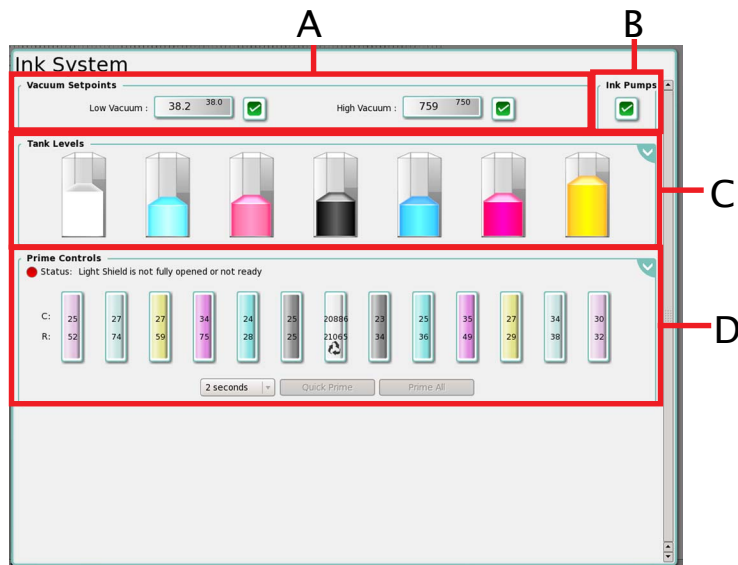 A
B
Ink System
Vacuum Setpoints
Ink Pumps
Low Vacuum : 38.2 38.0 High Vacuum : 759 750
Tank Levels
C
Prime Controls
Status: Light Shield is not fully opened or not ready
C: 25 27 27 34 24 25 20886 23 25 35 27 34 30
R: 52 74 59 75 28 25 21065 34 36 49 29 38 32
D
2 seconds Quick Prime Prime All